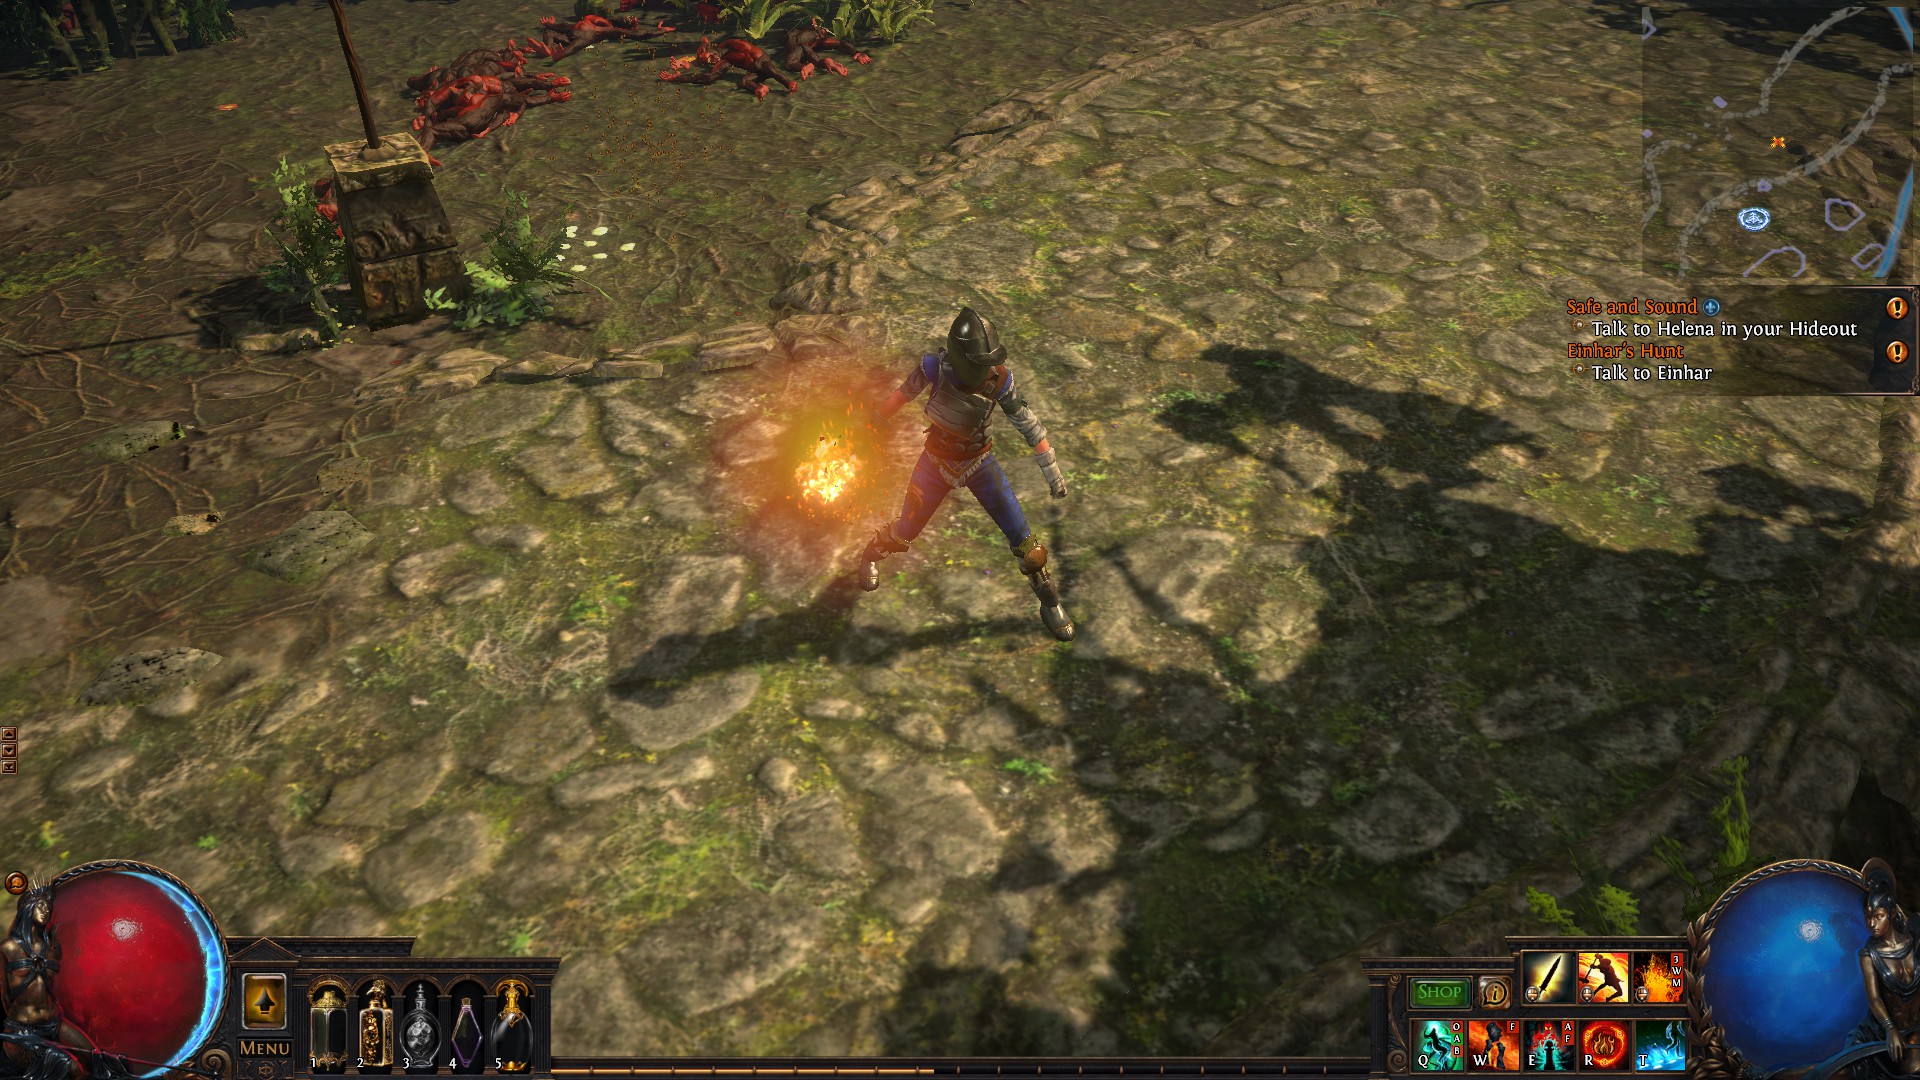 Safe and Sound
Talk to Helena in your Hideout
Einhar's Hunt
Talk to Einhar
MENU
1 2 3 4 5
SHOP
3 W M
Q O A B
W F
E A F
R
T